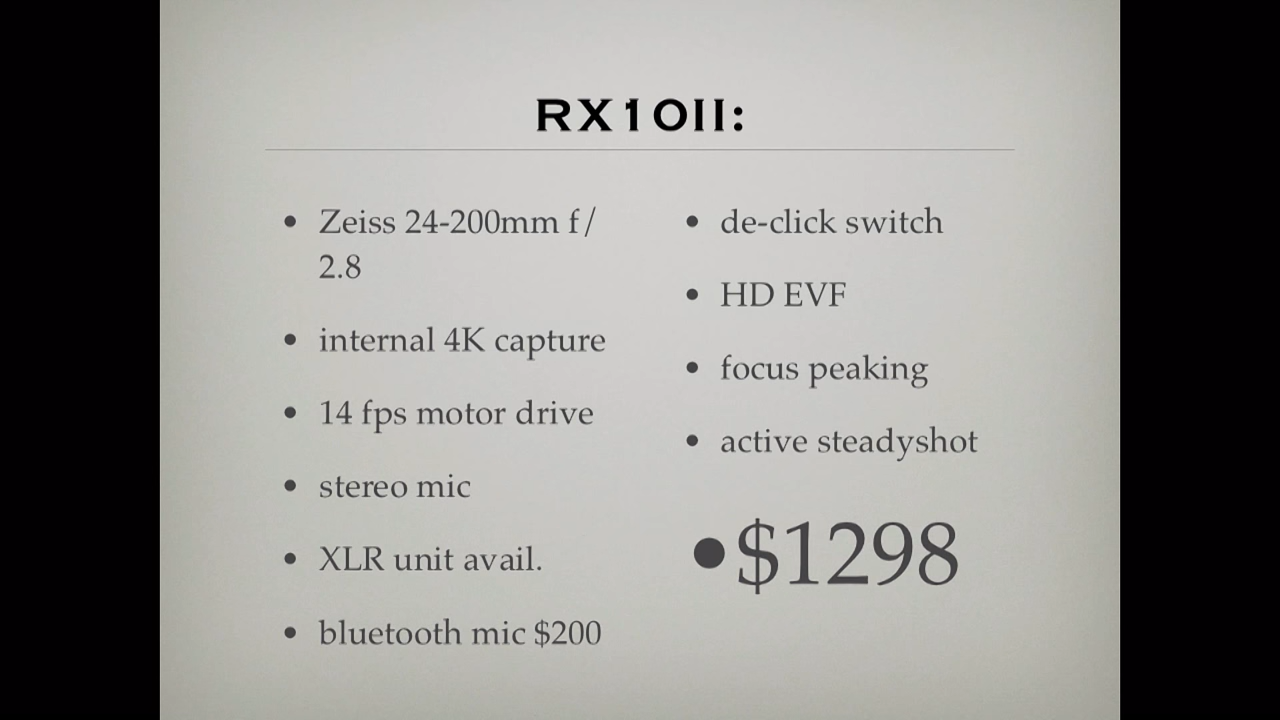 RX10II:
• Zeiss 24-200mm f/
2.8
• internal 4K capture
• 14 fps motor drive
• stereo mic
• XLR unit avail.
• bluetooth mic $200
• de-click switch
• HD EVF
• focus peaking
• active steadyshot
•$1298